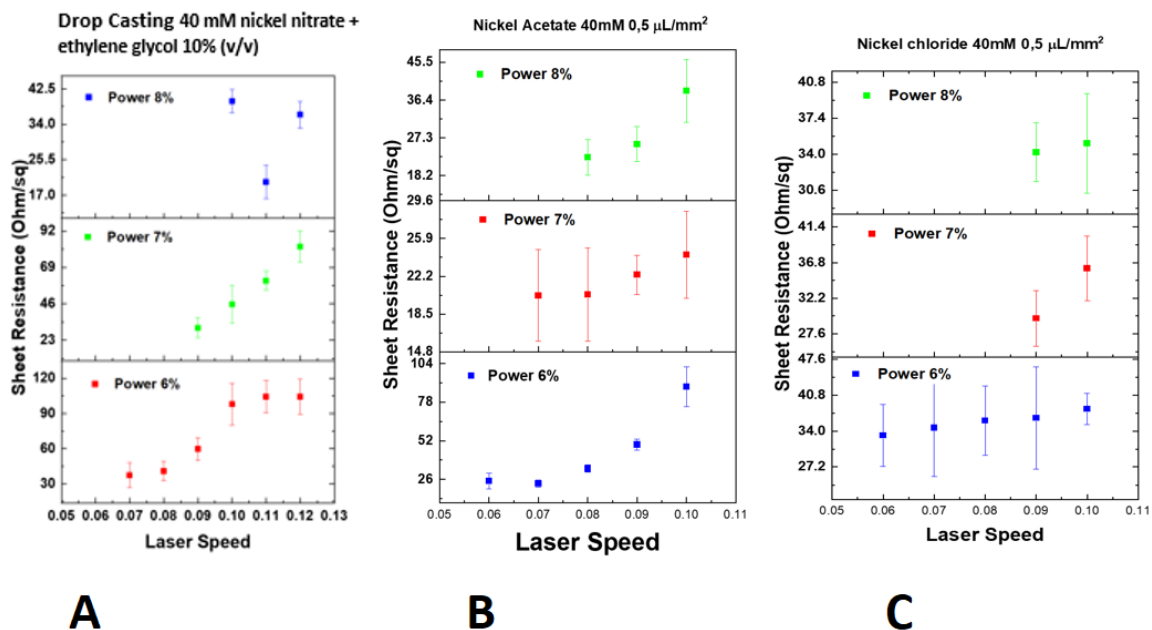 Drop Casting 40 mM nickel nitrate +
ethylene glycol 10% (v/v)
Sheet Resistance (Ohm/sq)
Power 8%
42.5
34.0
25.5
17.0
Power 7%
92
69
46
23
Power 6%
120
90
60
30
0.05 0.06 0.07 0.08 0.09 0.10 0.11 0.12 0.13
Laser Speed
A
Nickel Acetate 40mM 0,5 μL/mm²
Sheet Resistance (Ohm/sq)
Power 8%
45.5
36.4
27.3
18.2
29.6
Power 7%
25.9
22.2
18.5
14.8
Power 6%
104
78
52
26
0.05 0.06 0.07 0.08 0.09 0.10 0.11
Laser Speed
B
Nickel chloride 40mM 0,5 μL/mm²
Sheet Resistance (Ohm/sq)
Power 8%
40.8
37.4
34.0
30.6
Power 7%
41.4
36.8
32.2
27.6
47.6
Power 6%
40.8
34.0
27.2
0.05 0.06 0.07 0.08 0.09 0.10 0.11
Laser Speed
C